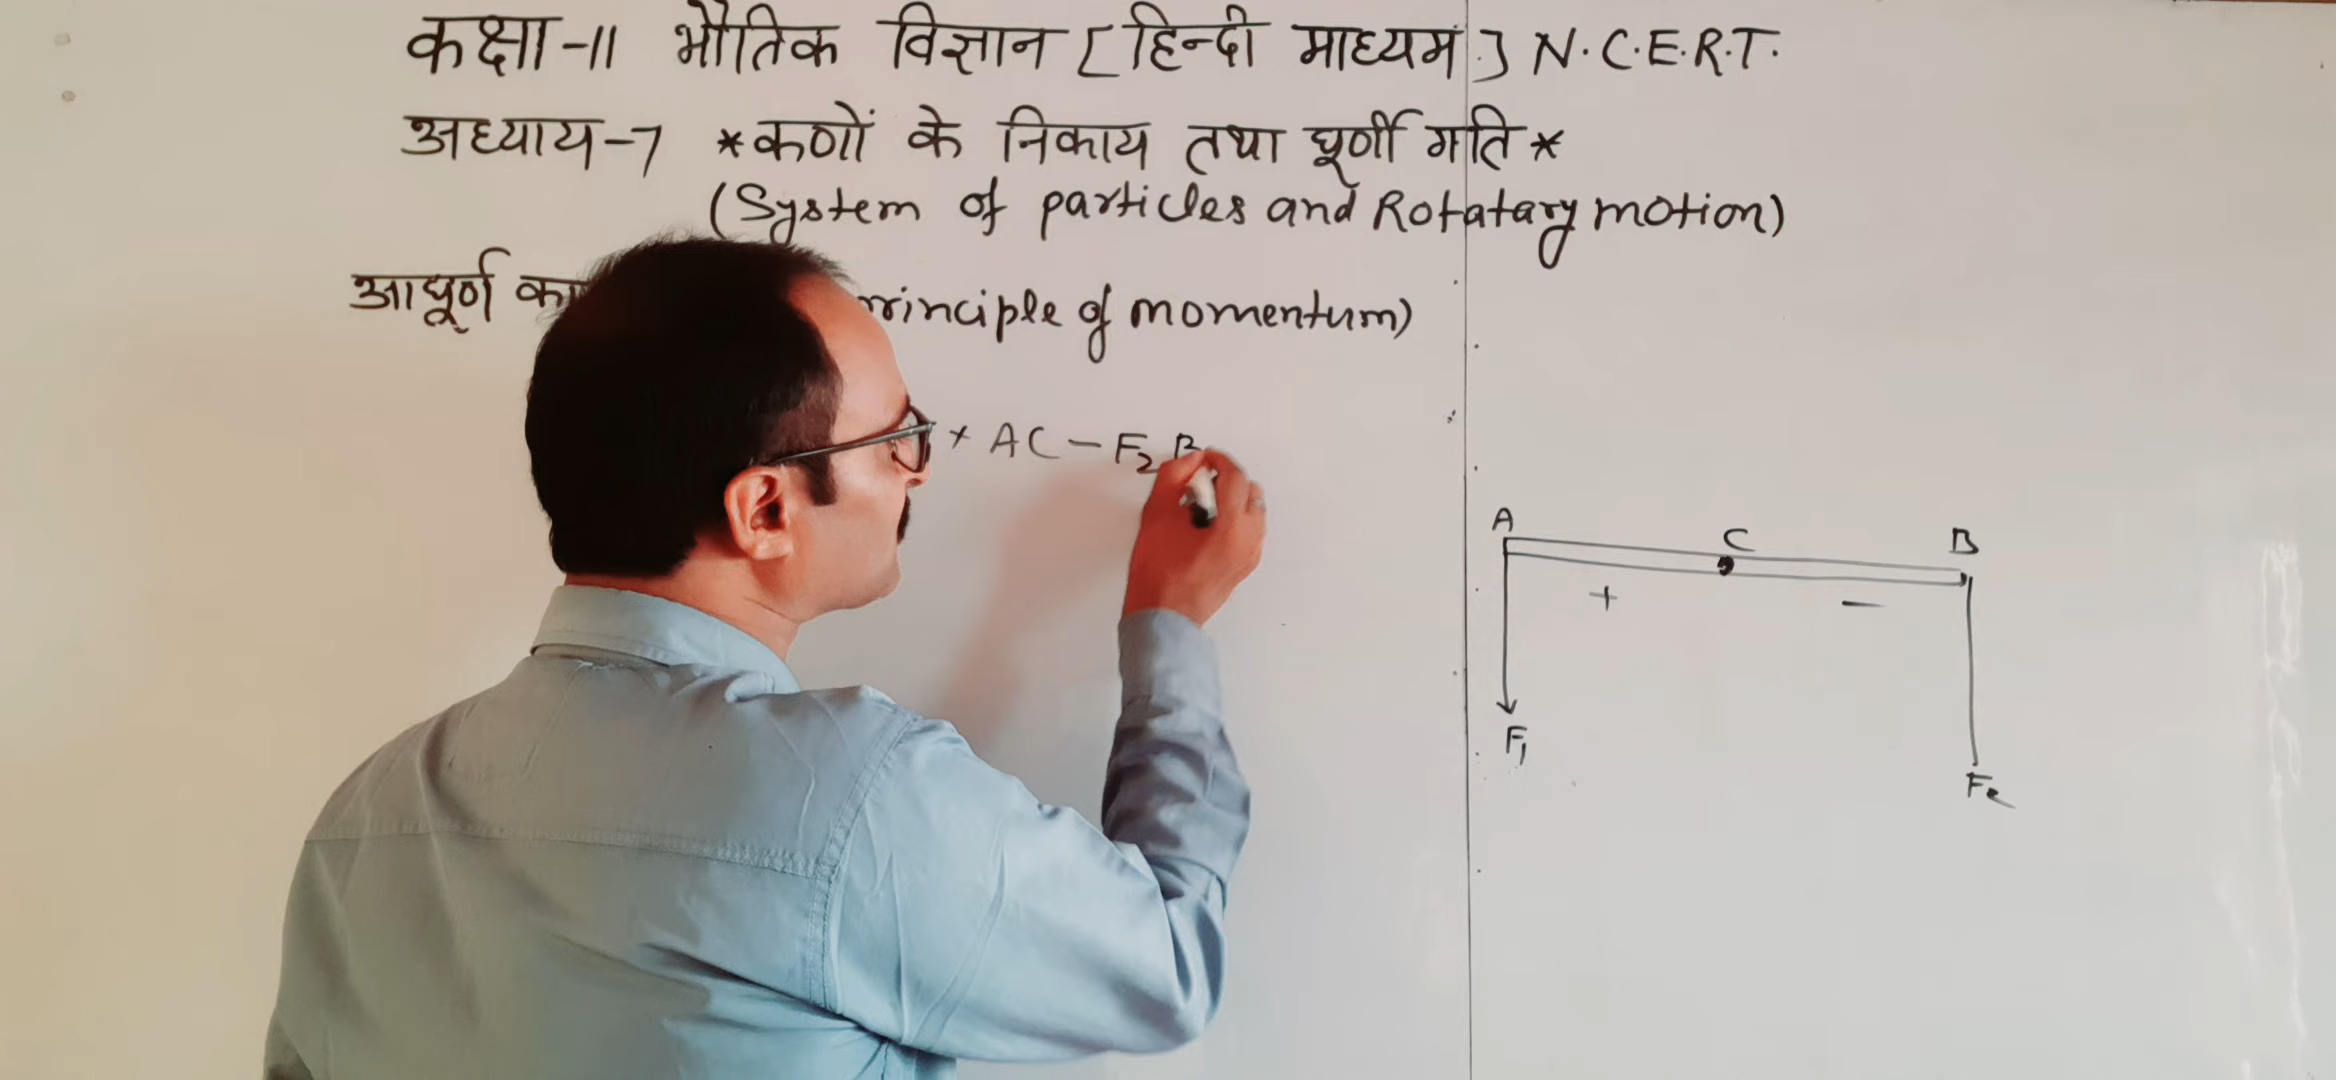 कक्षा-11 भौतिक विज्ञान [हिन्दी माध्यम] N.C.E.R.T.
अध्याय-7 *कणों के निकाय तथा घूर्णी गति*
(System of particles and Rotatary motion)
आघूर्ण of momentum)
× AC - F₂ B
A C B
+ -
F₁
F₂